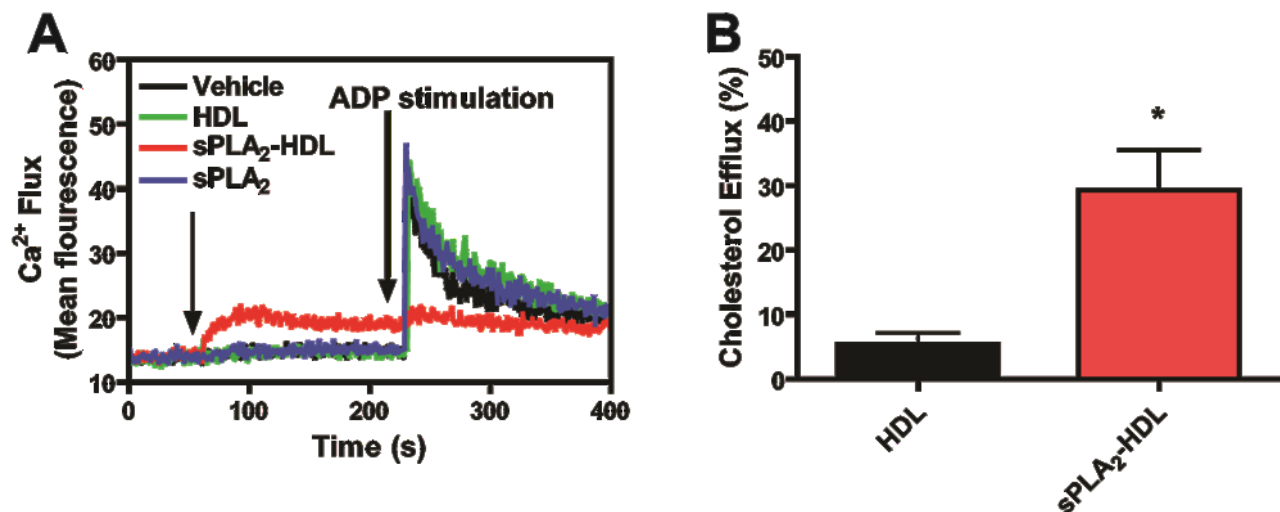 A
Ca²⁺ Flux
(Mean flourescence)
60
50
40
30
20
10
Vehicle
HDL
sPLA₂-HDL
sPLA₂
ADP stimulation
0
100
200
300
400
Time (s)
B
Cholesterol Efflux (%)
50
40
30
20
10
0
*
HDL
sPLA₂-HDL